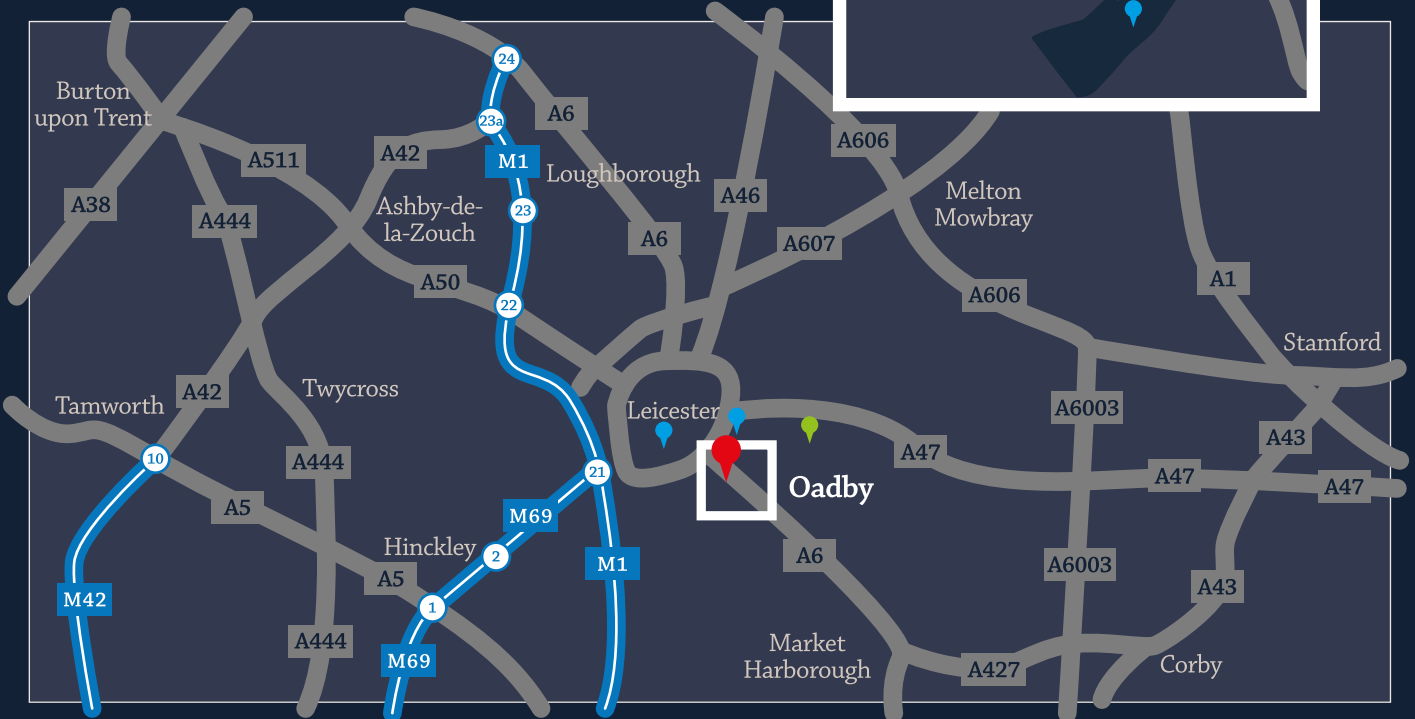 24
Burton
upon Trent
A6
23a
A606
A511
A42
M1
Loughborough
A38
A444
Ashby-de-
la-Zouch
23
A46
Melton
Mowbray
A6
A607
A50
A606
A1
22
Stamford
Tamworth
A42
Twycross
Leicester
A6003
A43
10
A444
21
A47
A47
A47
A5
M69
Oadby
Hinckley
2
A6
M1
A6003
A5
M42
1
A43
A444
M69
Market
Harborough
A427
Corby